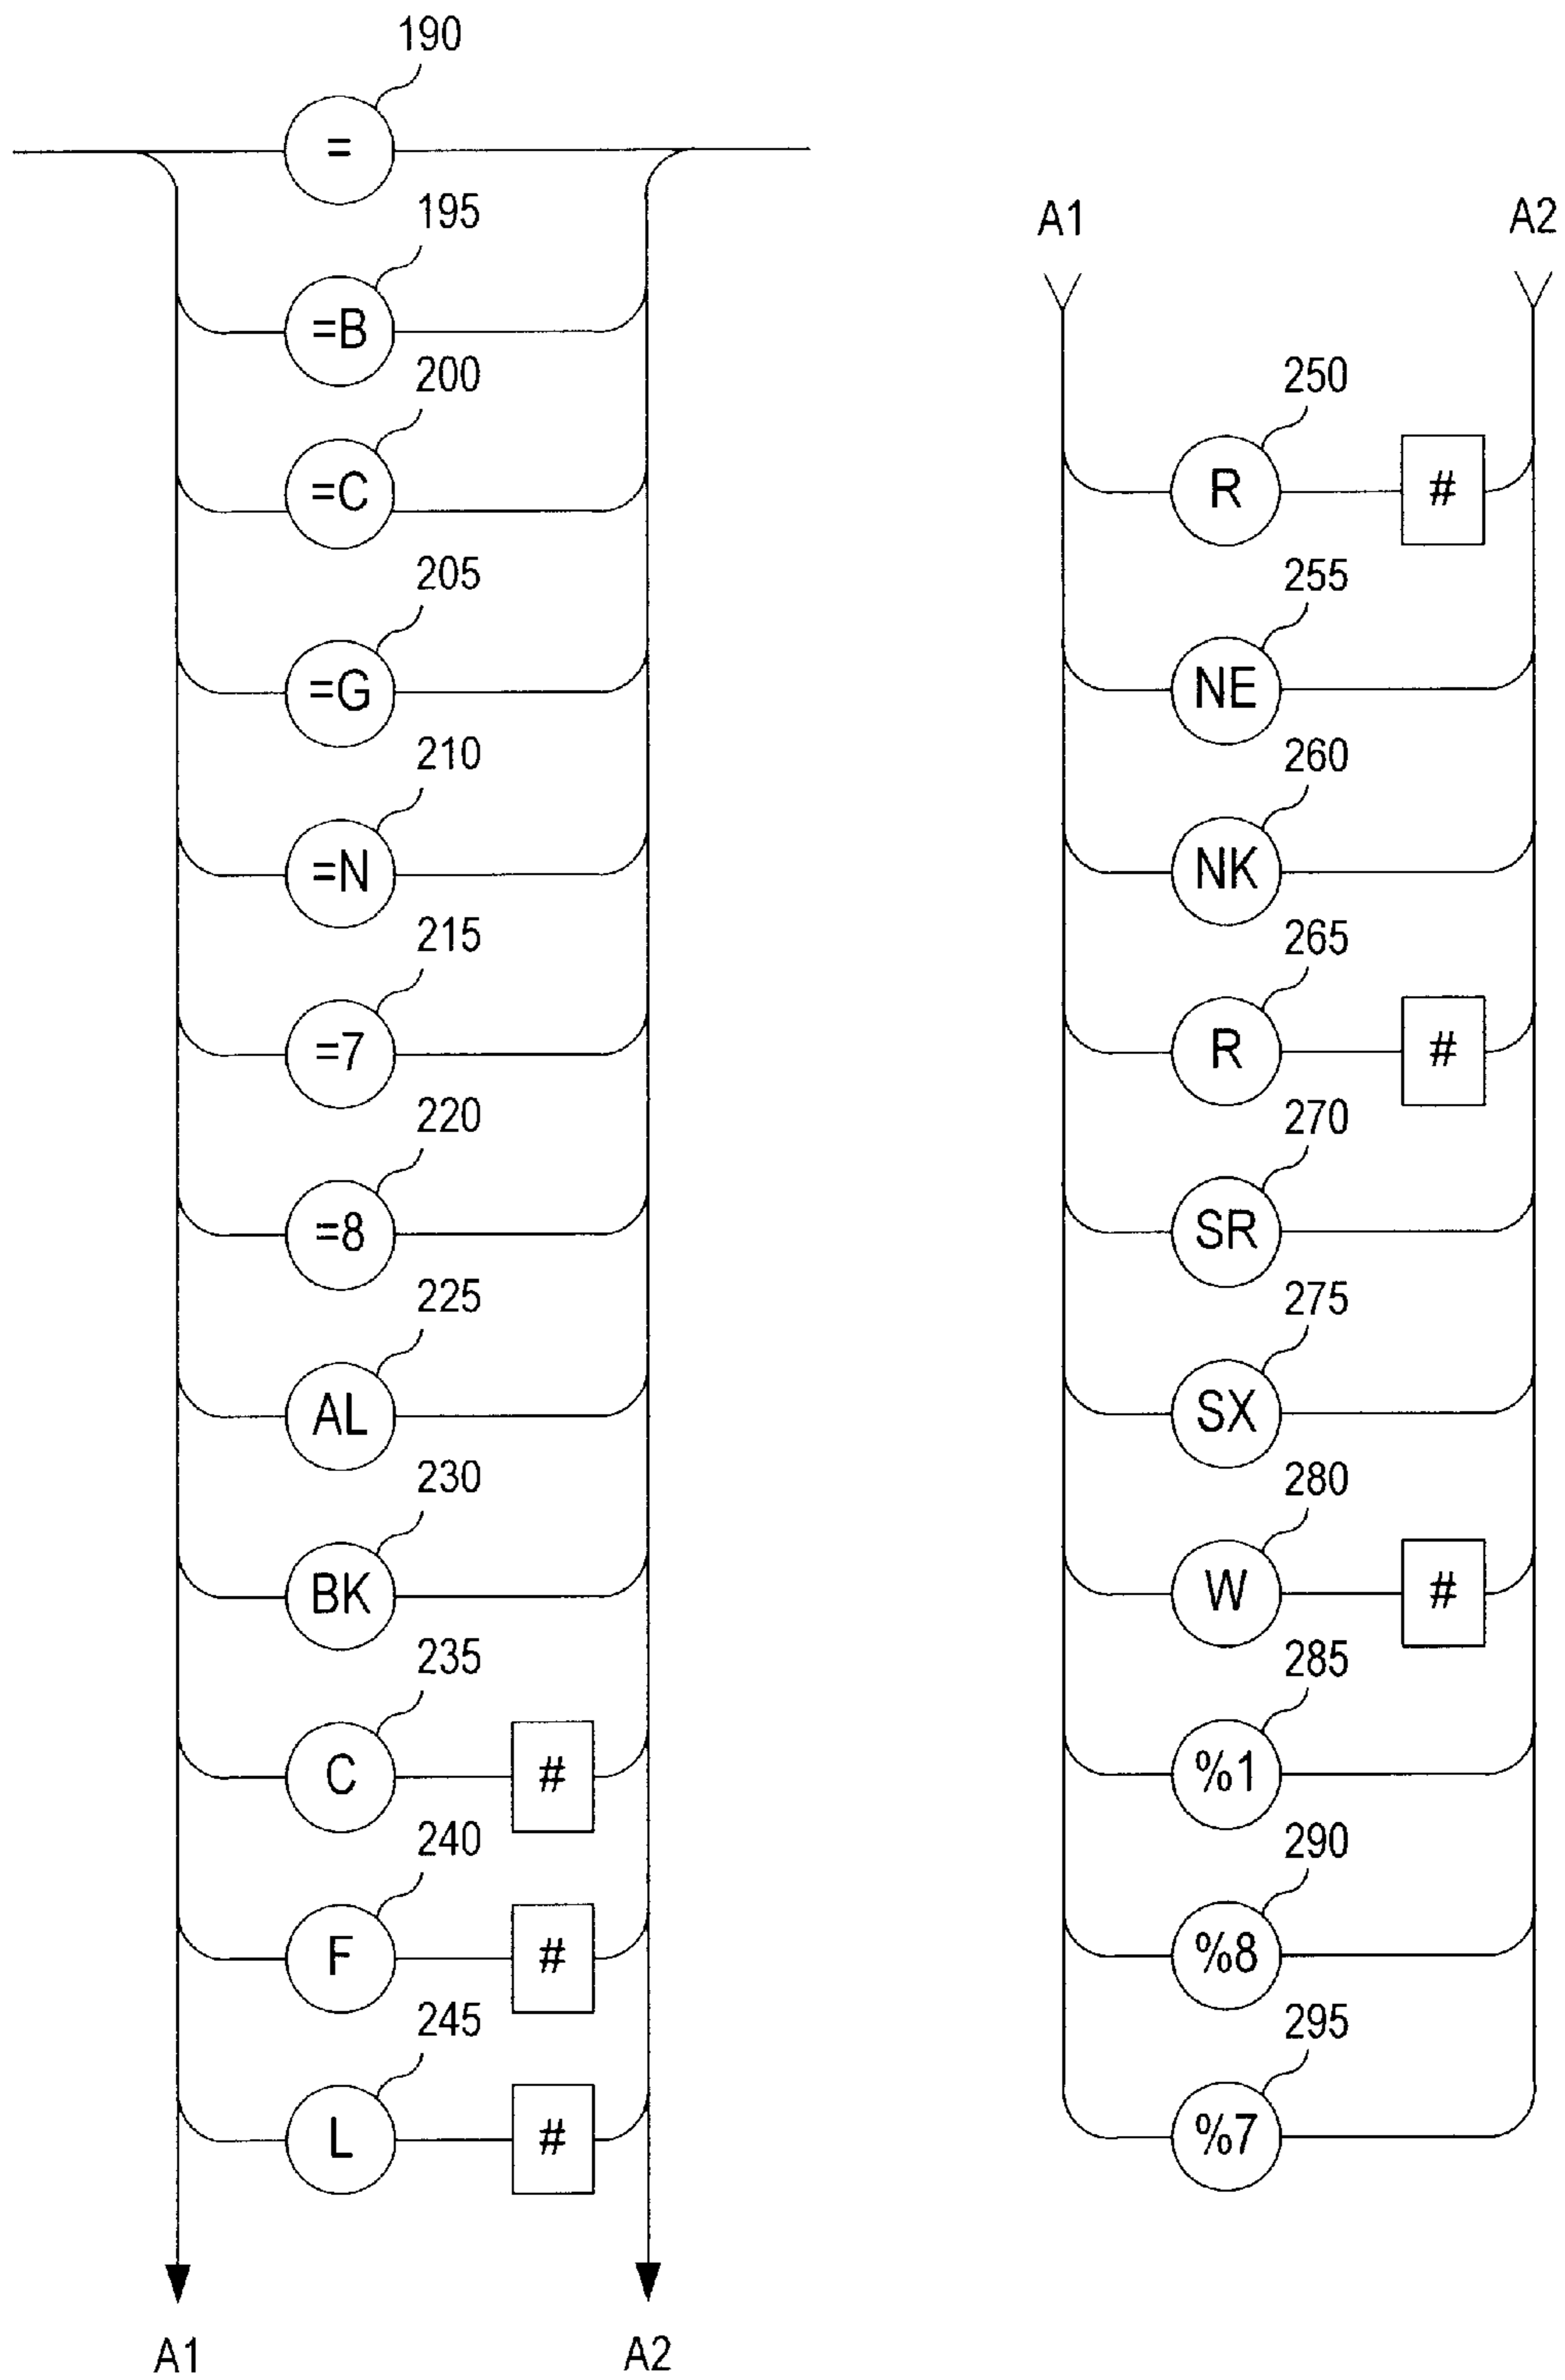 190
=
195
=B
200
=C
205
=G
210
=N
215
=7
220
=8
225
AL
230
BK
235
C #
240
F #
245
L #
A1 A2
A1 A2
250
R #
255
NE
260
NK
265
R #
270
SR
275
SX
280
W #
285
%1
290
%8
295
%7